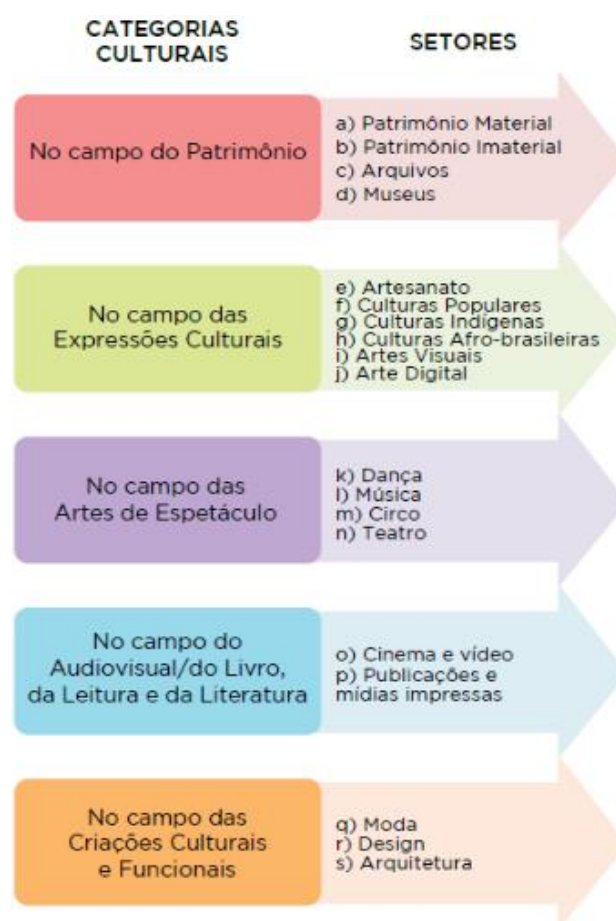 CATEGORIAS
CULTURAIS
SETORES
No campo do Patrimônio
a) Patrimônio Material
b) Patrimônio Imaterial
c) Arquivos
d) Museus
No campo das
Expressões Culturais
e) Artesanato
f) Culturas Populares
g) Culturas Indígenas
h) Culturas Afro-brasileiras
i) Artes Visuais
j) Arte Digital
No campo das
Artes de Espetáculo
k) Dança
l) Música
m) Circo
n) Teatro
No campo do
Audiovisual/do Livro,
da Leitura e da Literatura
o) Cinema e vídeo
p) Publicações e
mídias impressas
No campo das
Criações Culturais
e Funcionais
q) Moda
r) Design
s) Arquitetura